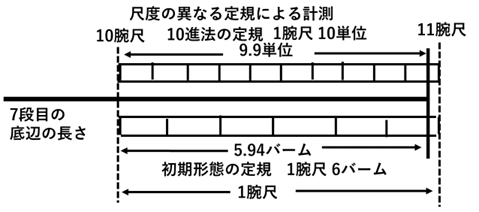 尺度の異なる定規による計測
10進法の定規 1腕尺 10単位
10腕尺
11腕尺
9.9単位
7段目の
底辺の長さ
5.94バーム
初期形態の定規 1腕尺 6バーム
1腕尺